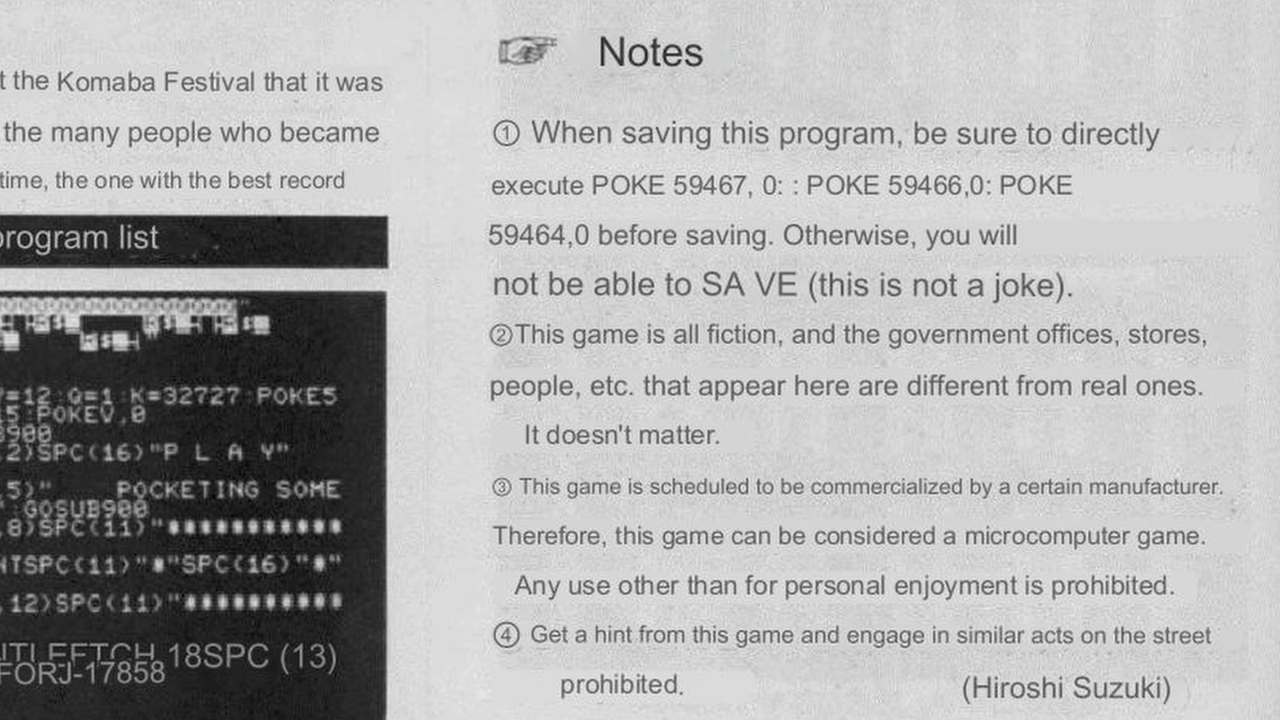 t the Komaba Festival that it was
the many people who became
time, the one with the best record
program list
=12:Q=1:K=32727:POKE5
15:POKEV,0
900
,2)SPC(16)"P L A Y"
,5)" POCKETING SOME
":GOSUB900
,8)SPC(11)"**********
NTSPC(11)"*"SPC(16)"*"
,12)SPC(11)"**********
18SPC (13)
FORJ-17858
Notes
① When saving this program, be sure to directly
execute POKE 59467, 0: : POKE 59466,0: POKE
59464,0 before saving. Otherwise, you will
not be able to SA VE (this is not a joke).
②This game is all fiction, and the government offices, stores,
people, etc. that appear here are different from real ones.
It doesn't matter.
③ This game is scheduled to be commercialized by a certain manufacturer.
Therefore, this game can be considered a microcomputer game.
Any use other than for personal enjoyment is prohibited.
④ Get a hint from this game and engage in similar acts on the street
prohibited.
(Hiroshi Suzuki)